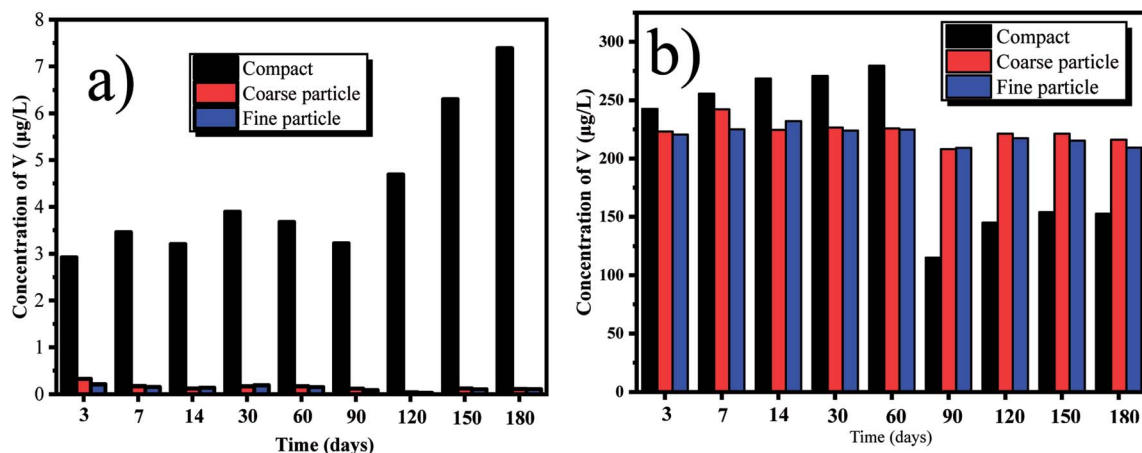 a)
Compact
Coarse particle
Fine particle
Concentration of V (µg/L)
8
7
6
5
4
3
2
1
0
3 7 14 30 60 90 120 150 180
Time (days)
b)
Compact
Coarse particle
Fine particle
Concentration of V (µg/L)
300
250
200
150
100
50
0
3 7 14 30 60 90 120 150 180
Time (days)